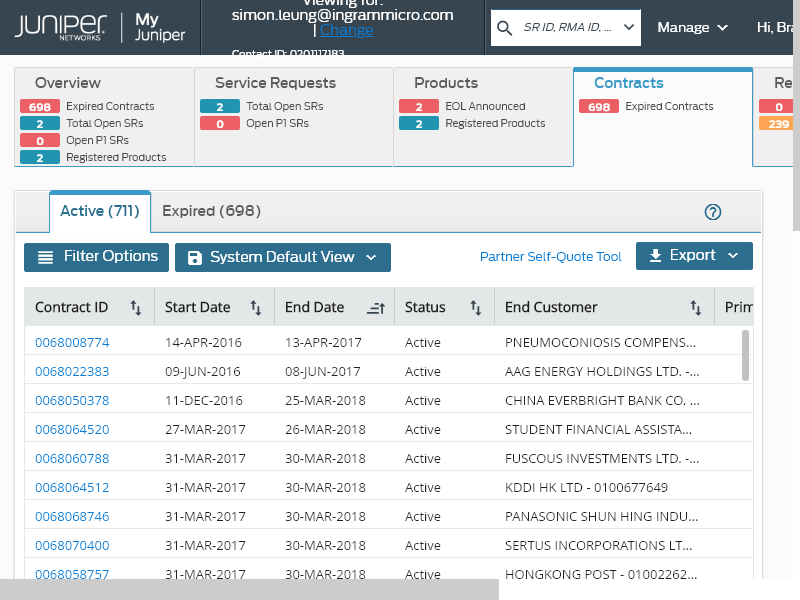 JUNIPER
NETWORKS
My
Juniper
Viewing for:
simon.leung@ingrammicro.com
| Change
Contact ID: 0201117183
SR ID, RMA ID, ...
Manage
Hi, Bra
Overview
698 Expired Contracts
2 Total Open SRs
0 Open P1 SRs
2 Registered Products
Service Requests
2 Total Open SRs
0 Open P1 SRs
Products
2 EOL Announced
2 Registered Products
Contracts
698 Expired Contracts
Re
0
239
Active (711)
Expired (698)
Filter Options
System Default View
Partner Self-Quote Tool
Export
Contract ID Start Date End Date Status End Customer Prim
0068008774 14-APR-2016 13-APR-2017 Active PNEUMOCONIOSIS COMPENS...
0068022383 09-JUN-2016 08-JUN-2017 Active AAG ENERGY HOLDINGS LTD. -...
0068050378 11-DEC-2016 25-MAR-2018 Active CHINA EVERBRIGHT BANK CO. ...
0068064520 27-MAR-2017 26-MAR-2018 Active STUDENT FINANCIAL ASSISTA...
0068060788 31-MAR-2017 30-MAR-2018 Active FUSCOUS INVESTMENTS LTD. -...
0068064512 31-MAR-2017 30-MAR-2018 Active KDDI HK LTD - 0100677649
0068068746 31-MAR-2017 30-MAR-2018 Active PANASONIC SHUN HING INDU...
0068070400 31-MAR-2017 30-MAR-2018 Active SERTUS INCORPORATIONS LT...
0068058757 31-MAR-2017 30-MAR-2018 Active HONGKONG POST - 01002262...